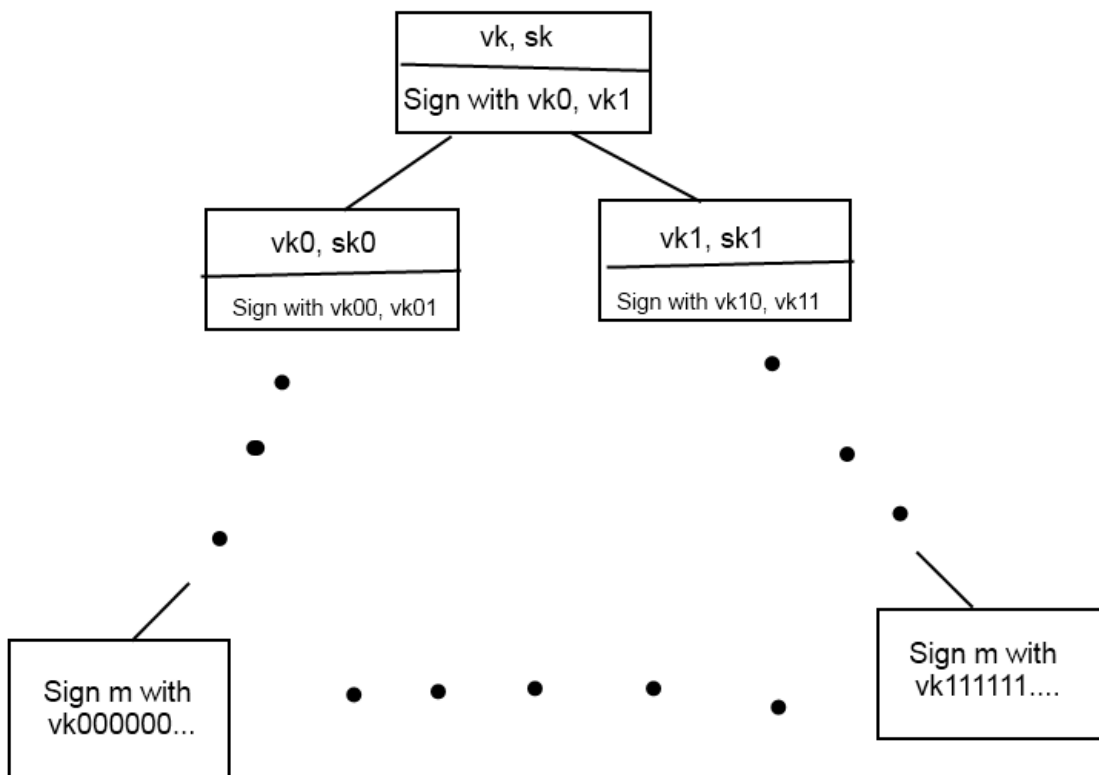 vk, sk
Sign with vk0, vk1
vk0, sk0
Sign with vk00, vk01
vk1, sk1
Sign with vk10, vk11
Sign m with
vk000000...
Sign m with
vk111111....